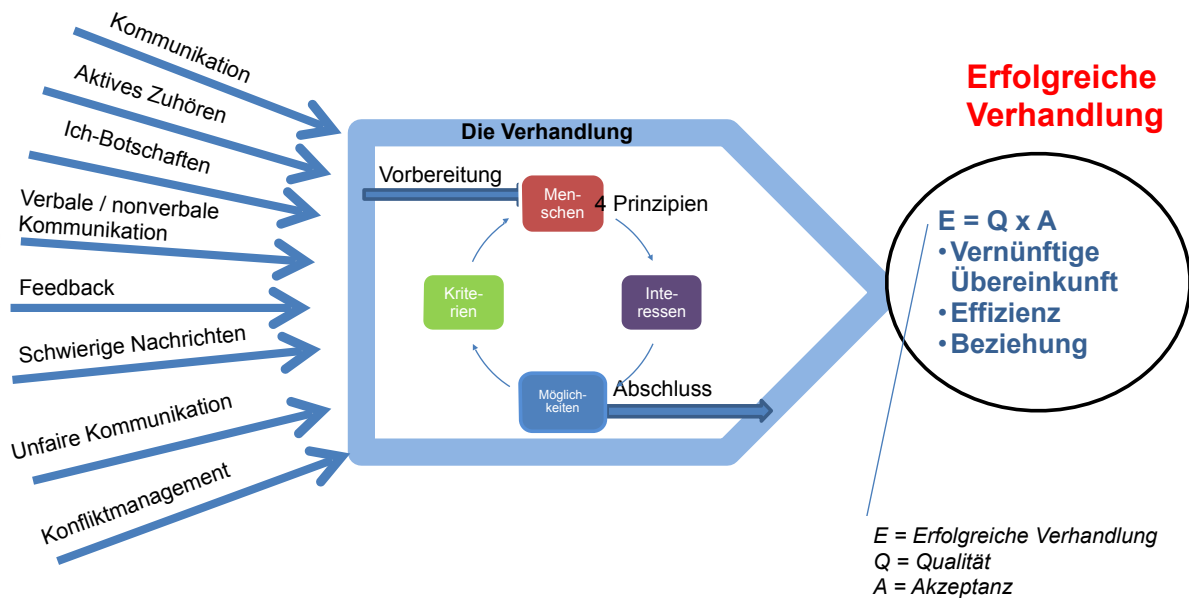 Kommunikation
Aktives Zuhören
Ich-Botschaften
Verbale / nonverbale
Kommunikation
Feedback
Schwierige Nachrichten
Unfaire Kommunikation
Konfliktmanagement
Die Verhandlung
Vorbereitung
Men-
schen
4 Prinzipien
Krite-
rien
Inte-
ressen
Möglich-
keiten
Abschluss
Erfolgreiche
Verhandlung
E = Q x A
•Vernünftige
Übereinkunft
•Effizienz
•Beziehung
E = Erfolgreiche Verhandlung
Q = Qualität
A = Akzeptanz